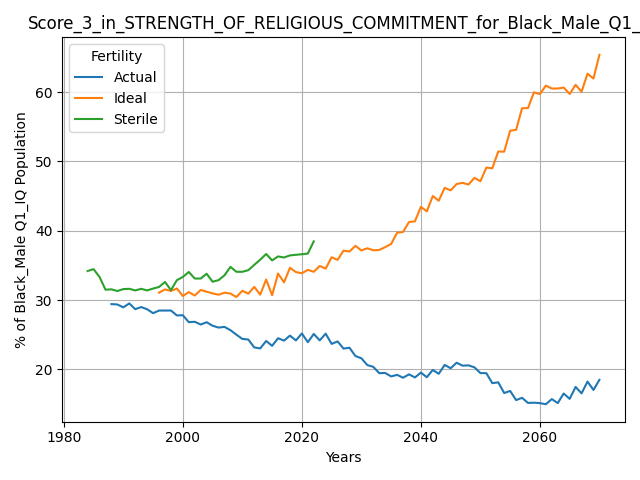 Score_3_in_STRENGTH_OF_RELIGIOUS_COMMITMENT_for_Black_Male_Q1_
Fertility
Actual
Ideal
Sterile
% of Black_Male Q1_IQ Population
60
50
40
30
20
1980 2000 2020 2040 2060
Years